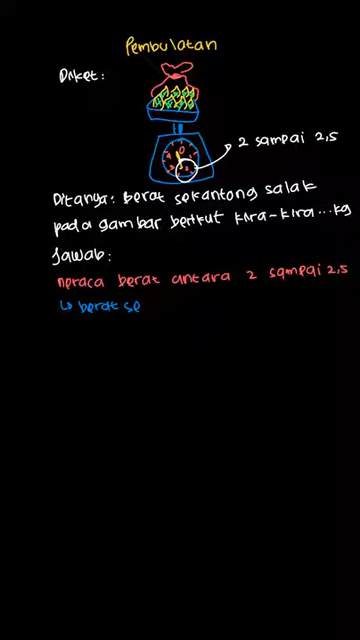 Pembulatan
Diket:
2 sampai 2,5
Ditanya: Berat sekantong salak
pada gambar berikut kira-kira...kg
Jawab:
neraca berat antara 2 sampai 2,5
↳ berat se